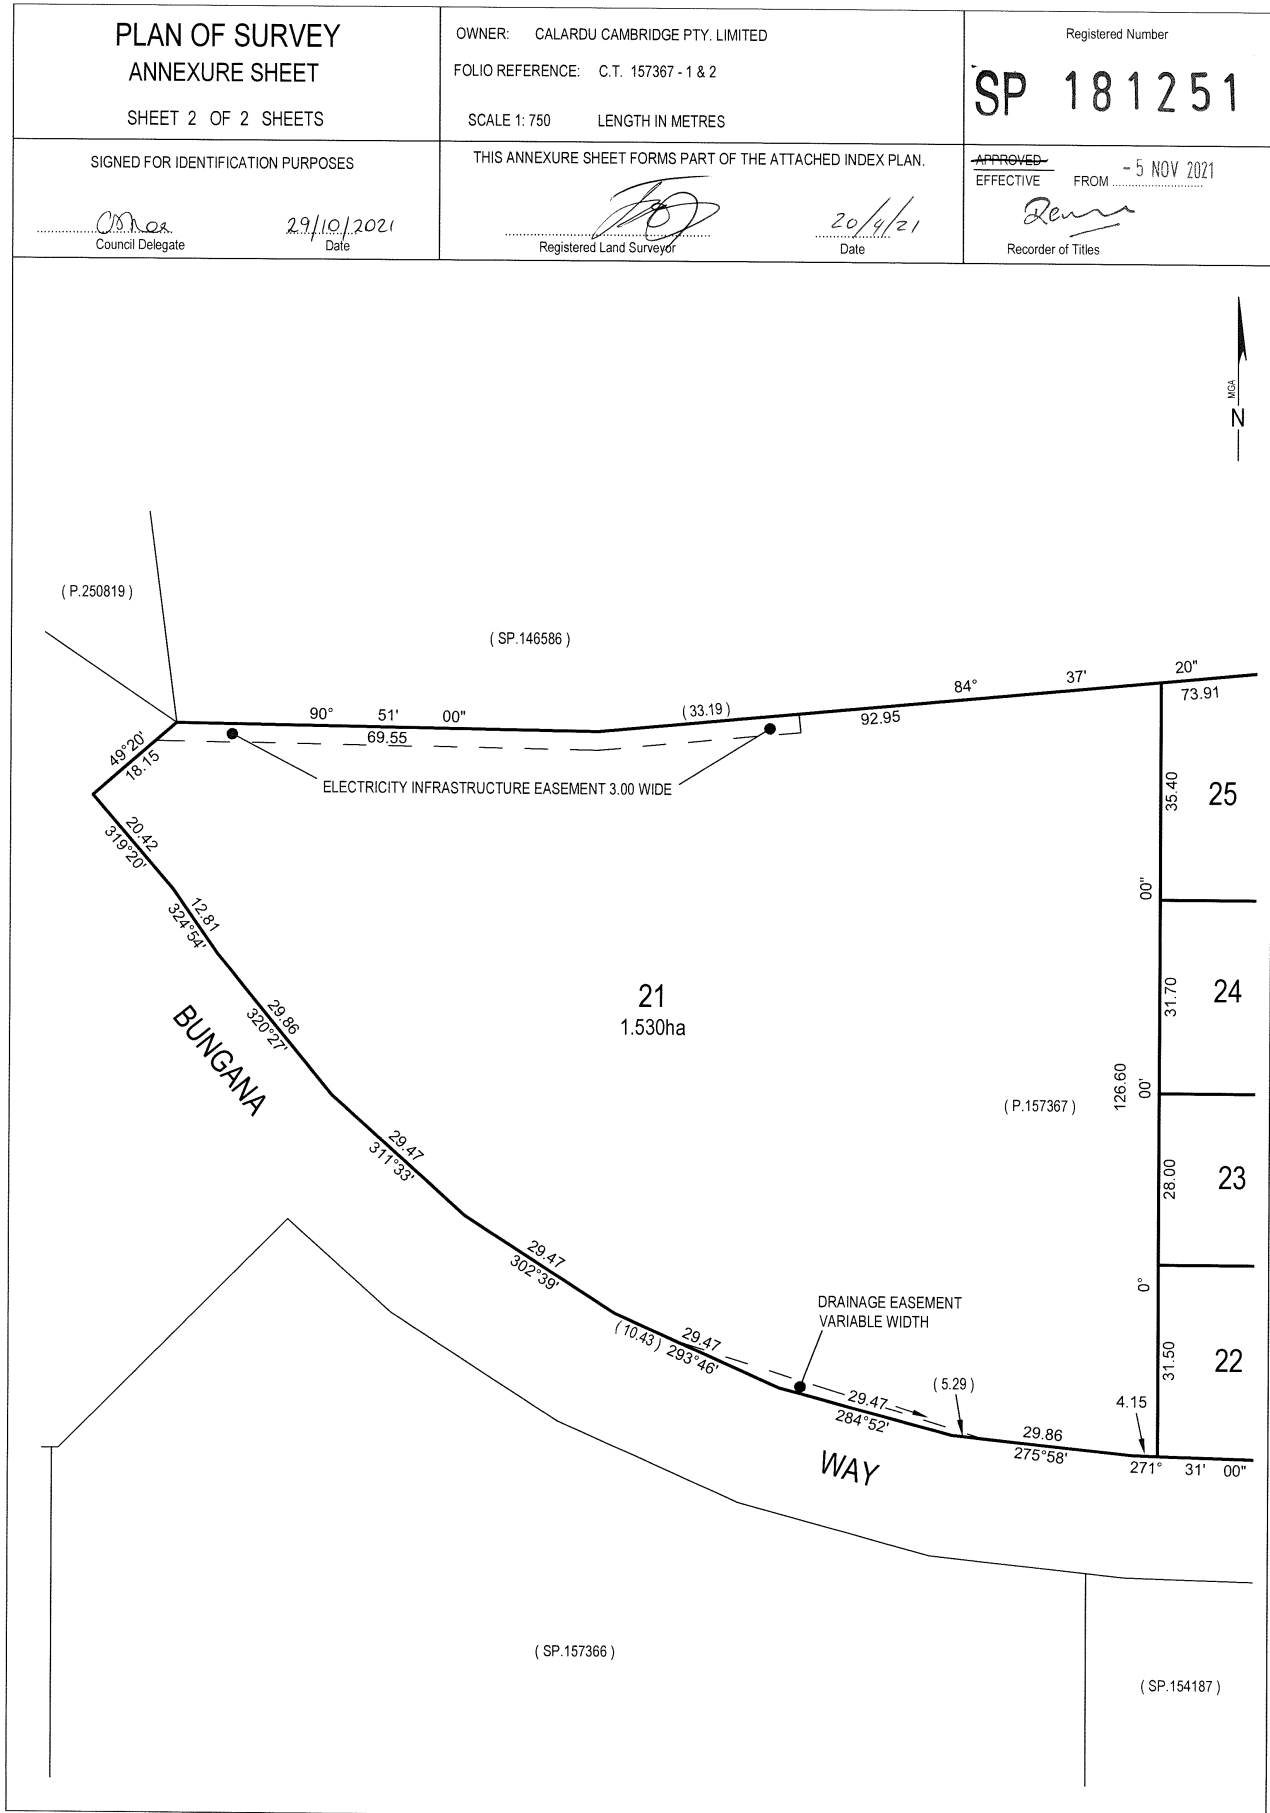 PLAN OF SURVEY
ANNEXURE SHEET
SHEET 2 OF 2 SHEETS
OWNER: CALARDU CAMBRIDGE PTY. LIMITED
FOLIO REFERENCE: C.T. 157367 - 1 & 2
SCALE 1: 750 LENGTH IN METRES
Registered Number
SP 181251
SIGNED FOR IDENTIFICATION PURPOSES
29/10/2021
Council Delegate Date
THIS ANNEXURE SHEET FORMS PART OF THE ATTACHED INDEX PLAN.
20/9/21
Registered Land Surveyor Date
APPROVED
EFFECTIVE FROM - 5 NOV 2021
Recorder of Titles
MGA
N
( P.250819 )
( SP.146586 )
90° 51' 00"
69.55
( 33.19 )
92.95
84° 37' 20"
73.91
49°20'
18.15
ELECTRICITY INFRASTRUCTURE EASEMENT 3.00 WIDE
20.42
319°20'
12.81
324°54'
29.86
320°27'
29.47
311°33'
29.47
302°39'
( 10.43 )
29.47
293°46'
29.47
284°52'
( 5.29 )
29.86
275°58'
4.15
271° 31' 00"
BUNGANA
WAY
21
1.530ha
( P.157367 )
DRAINAGE EASEMENT
VARIABLE WIDTH
126.60
0° 00' 00"
35.40
25
31.70
24
28.00
23
31.50
22
( SP.157366 )
( SP.154187 )